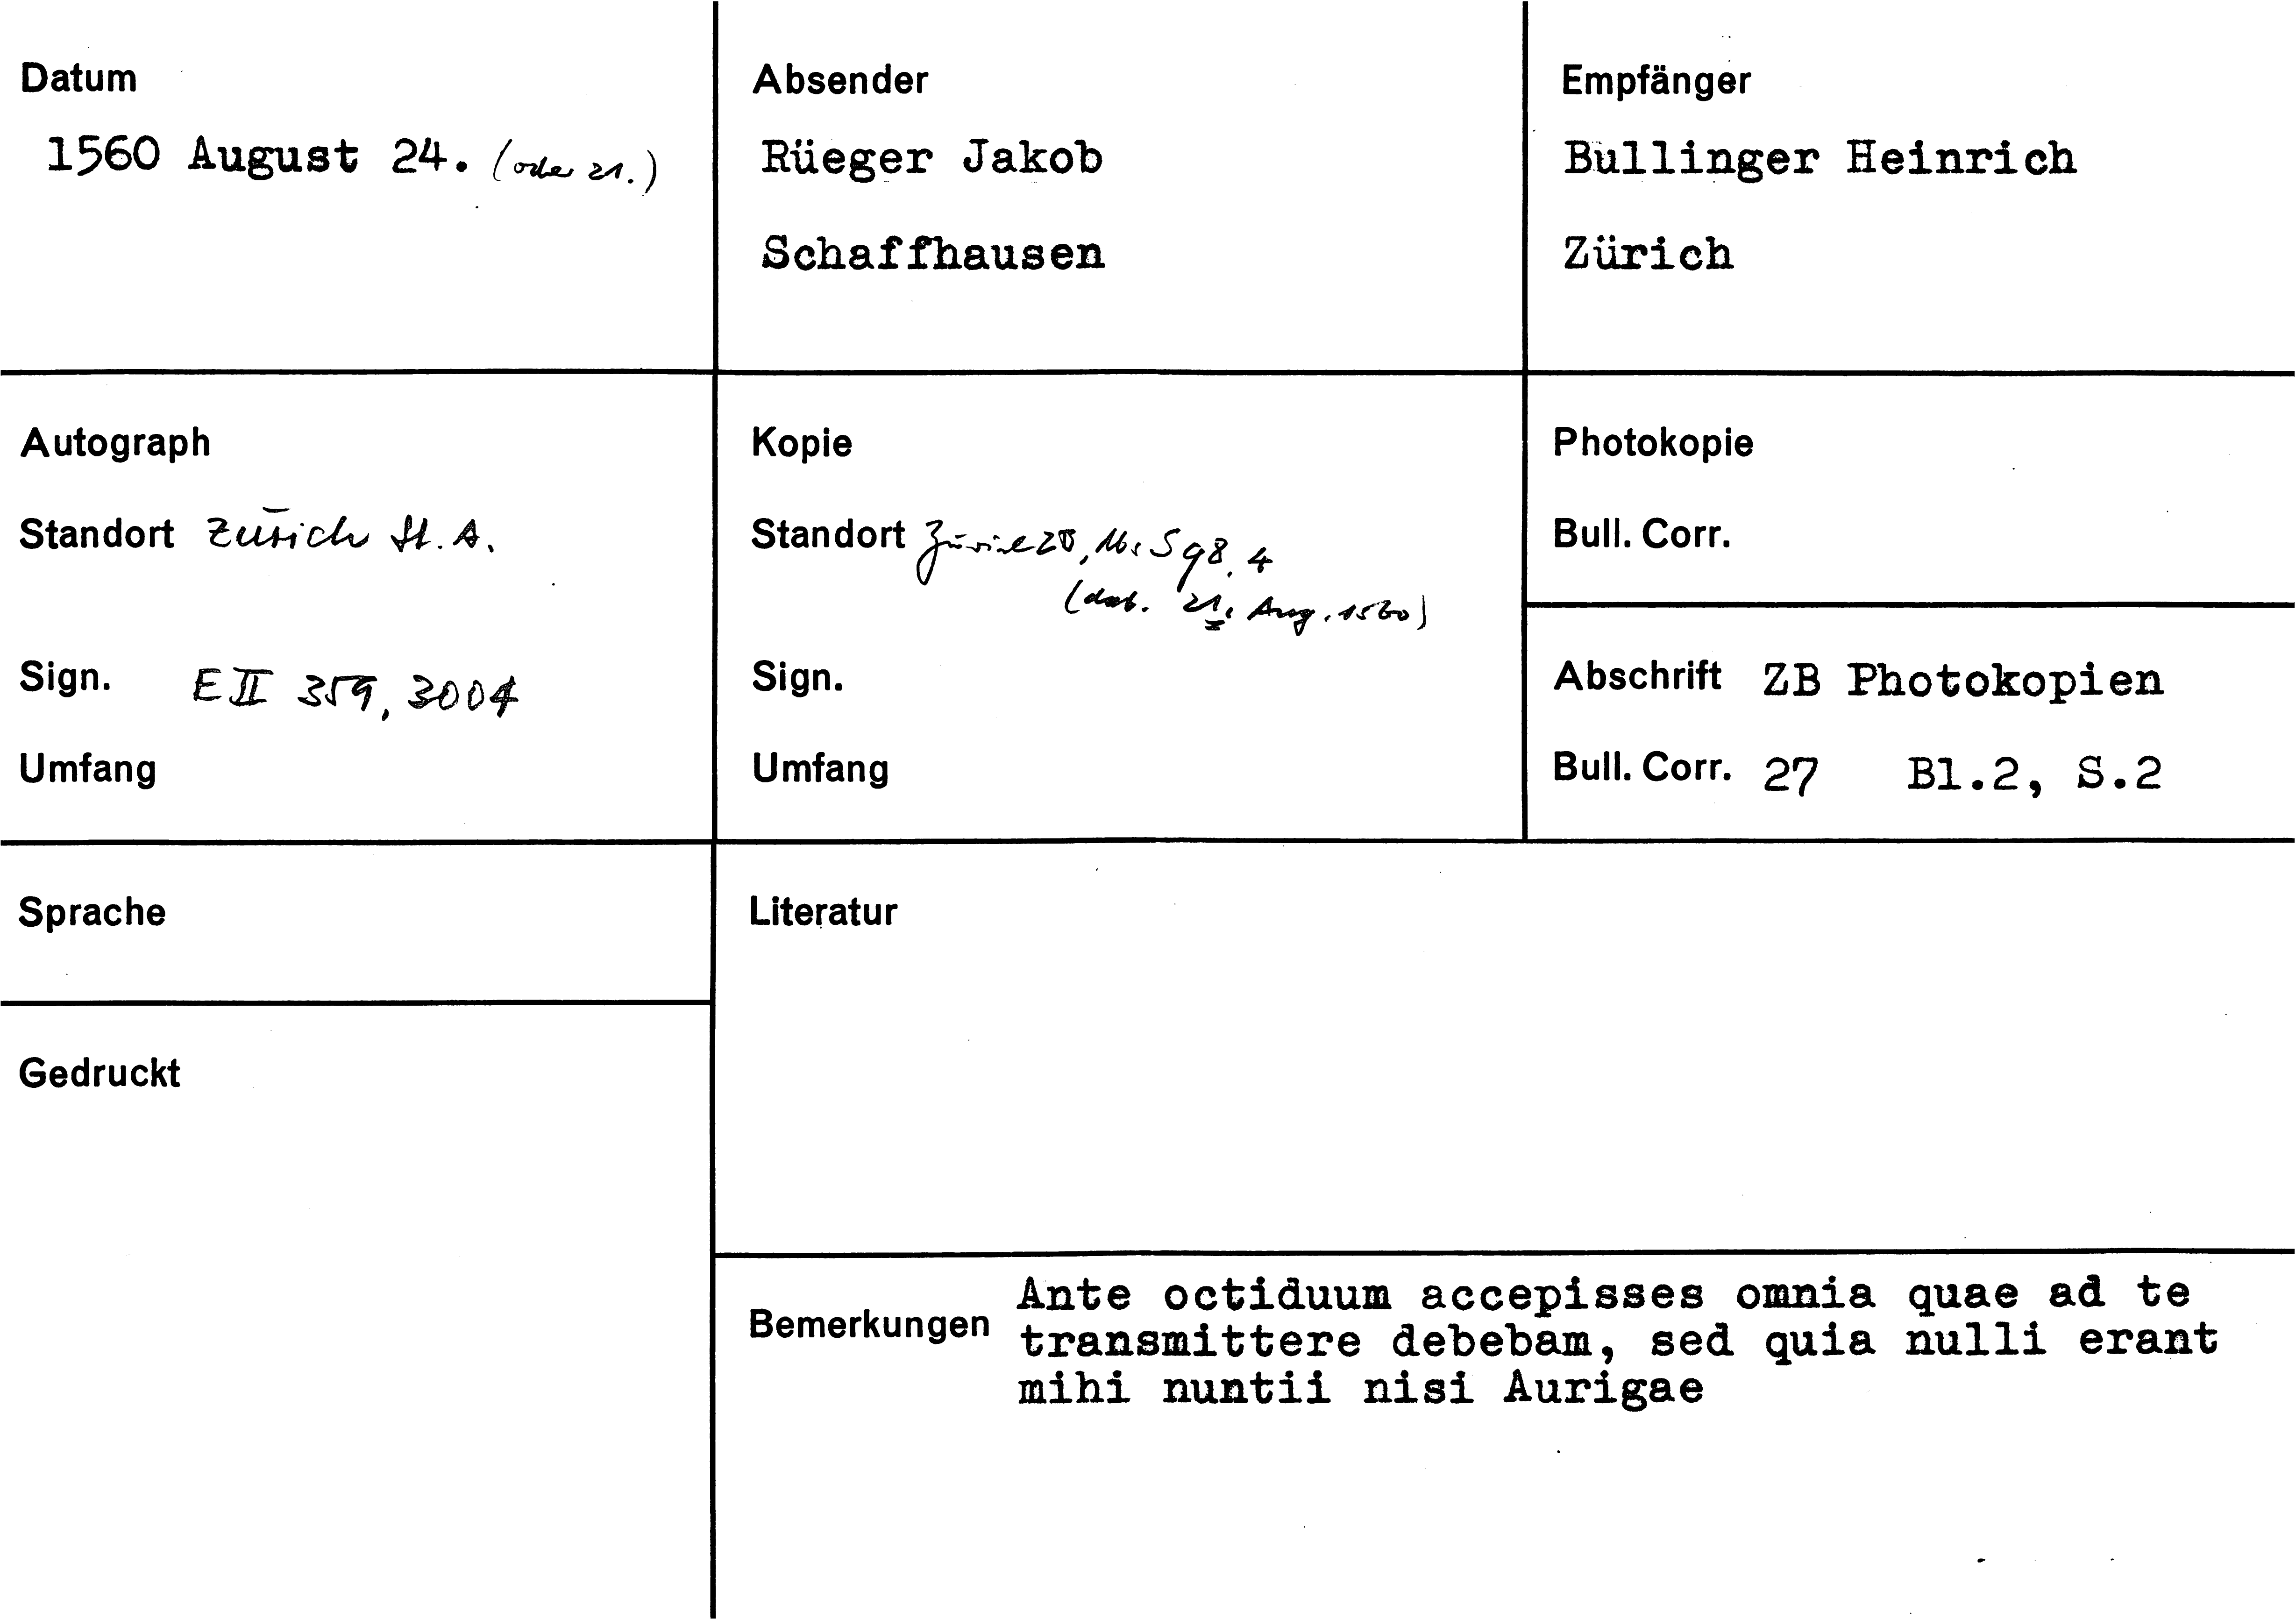 Datum
1560 August 24. (oder 21.)
Absender
Rüeger Jakob
Schaffhausen
Empfänger
Bullinger Heinrich
Zürich
Autograph
Standort Zürich St. A.
Sign. E II 359, 3004
Umfang
Kopie
Standort Zürich ZB, Ms S 98, 4
(dat. 21. Aug. 1560)
Sign.
Umfang
Photokopie
Bull. Corr.
Abschrift ZB Photokopien
Bull. Corr. 27 Bl.2, S.2
Sprache
Gedruckt
Literatur
Bemerkungen Ante octiduum accepisses omnia quae ad te
transmittere debebam, sed quia nulli erant
mihi nuntii nisi Aurigae